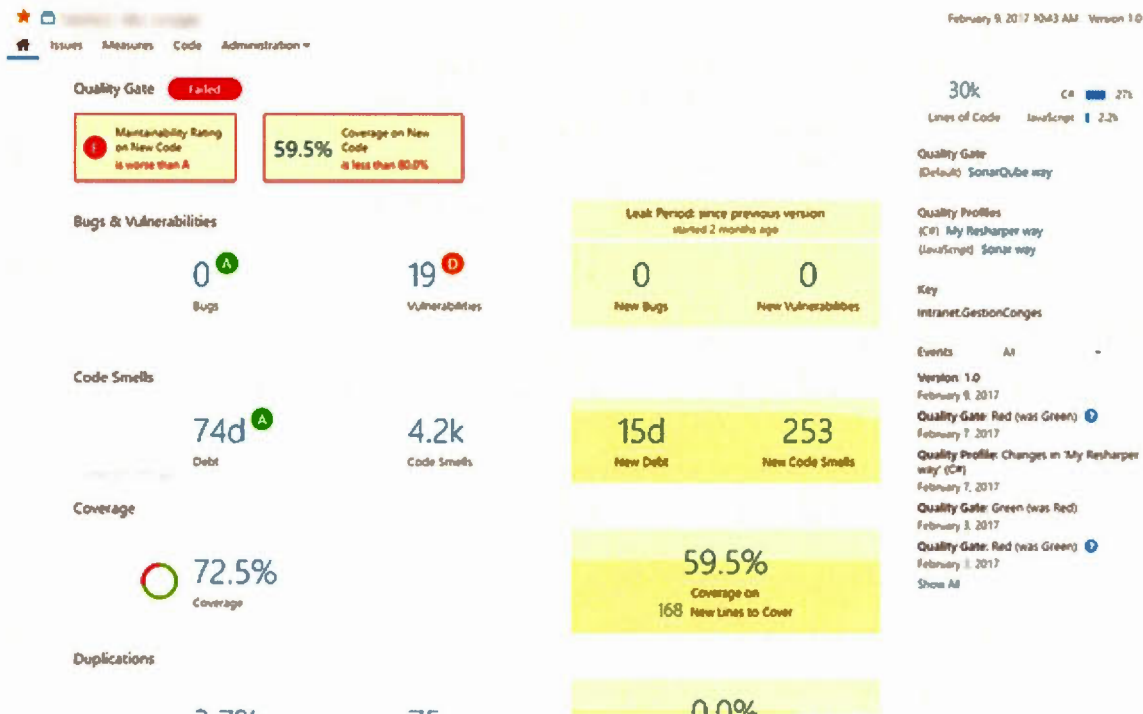 February 9, 2017 10:43 AM Version 1.0
Issues Measures Code Administration
Quality Gate Failed
Maintainability Rating on New Code is worse than A
59.5% Coverage on New Code is less than 80.0%
Bugs & Vulnerabilities
0 A
Bugs
19 D
Vulnerabilities
Leak Period: since previous version
started 2 months ago
0
New Bugs
0
New Vulnerabilities
Code Smells
74d A
Debt
4.2k
Code Smells
15d
New Debt
253
New Code Smells
Coverage
72.5%
Coverage
59.5%
Coverage on
168 New Lines to Cover
Duplications
0.0%
30k
Lines of Code
C# 27k
JavaScript 2.2k
Quality Gate
(Default) SonarQube way
Quality Profiles
(C#) My Resharper way
(JavaScript) Sonar way
Key
Intranet.GestionConges
Events All
Version: 1.0
February 9, 2017
Quality Gate: Red (was Green) ?
February 7, 2017
Quality Profile: Changes in 'My Resharper
way' (C#)
February 7, 2017
Quality Gate: Green (was Red)
February 3, 2017
Quality Gate: Red (was Green) ?
February 2017
Show All